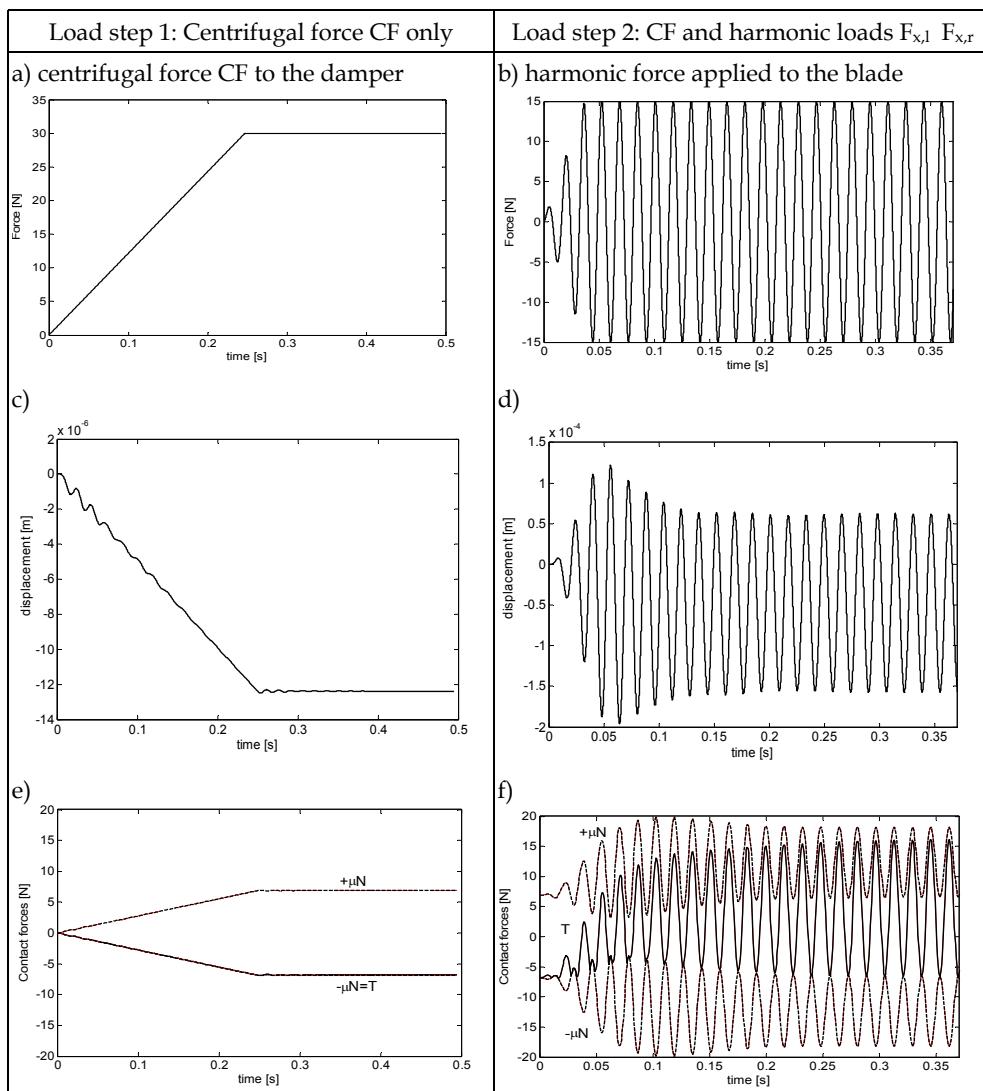 Load step 1: Centrifugal force CF only
Load step 2: CF and harmonic loads Fx,l Fx,r
a) centrifugal force CF to the damper
35
30
25
20
15
10
5
0
Force [N]
0 0.1 0.2 0.3 0.4 0.5
time [s]
b) harmonic force applied to the blade
15
10
5
0
-5
-10
-15
Force [N]
0 0.05 0.1 0.15 0.2 0.25 0.3 0.35
time [s]
c)
x 10-6
2
0
-2
-4
-6
-8
-10
-12
-14
displacement [m]
0 0.1 0.2 0.3 0.4 0.5
time [s]
d)
x 10-4
1.5
1
0.5
0
-0.5
-1
-1.5
-2
displacement [m]
0 0.05 0.1 0.15 0.2 0.25 0.3 0.35
time [s]
e)
20
15
10
5
0
-5
-10
-15
-20
Contact forces [N]
+µN
-µN=T
0 0.1 0.2 0.3 0.4 0.5
time [s]
f)
20
15
10
5
0
-5
-10
-15
-20
Contact forces [N]
+µN
T
-µN
0 0.05 0.1 0.15 0.2 0.25 0.3 0.35
time [s]